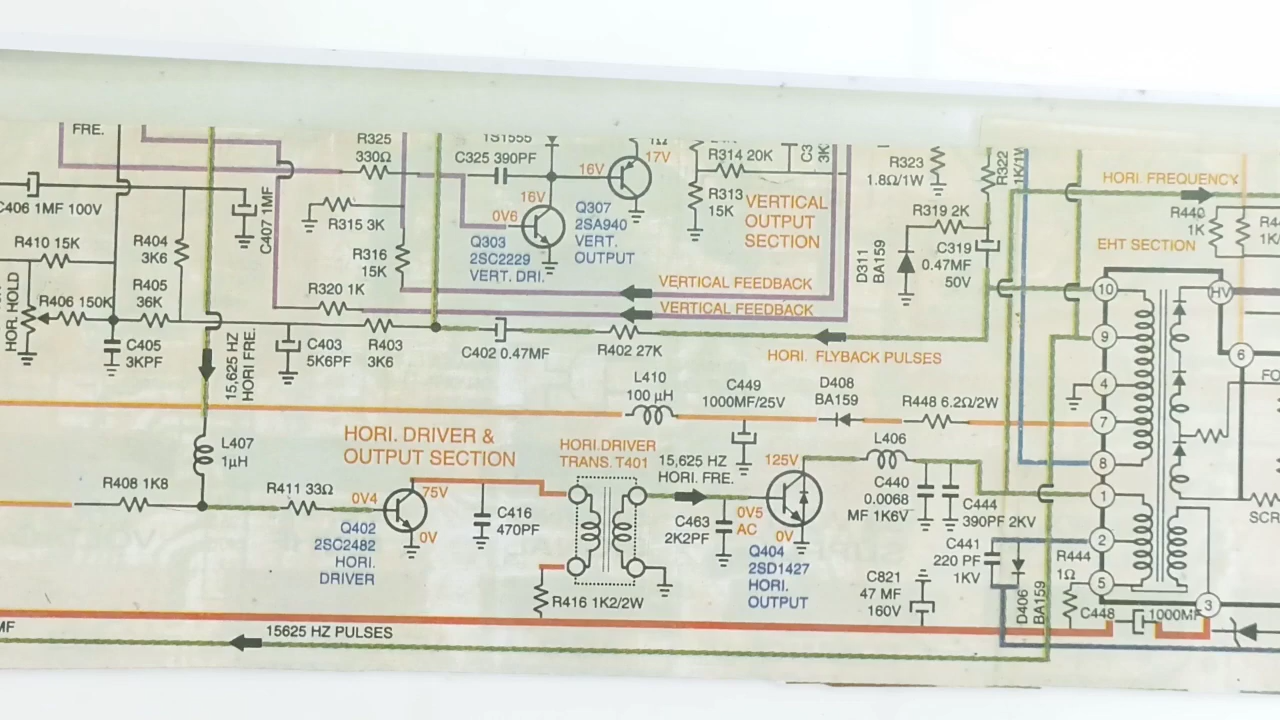 FRE.
R325
330Ω
1S1555
C325 390PF
16V
17V
R314 20K
R313
15K
R323
1.8Ω/1W
R322
1K/1W
HORI. FREQUENCY
C406 1MF 100V
C407 1MF
R315 3K
16V
0V6
Q307
2SA940
VERT.
OUTPUT
VERTICAL
OUTPUT
SECTION
R319 2K
R440
1K
R410 15K
R404
3K6
R316
15K
Q303
2SC2229
VERT. DRI.
D311
BA159
C319
0.47MF
50V
EHT SECTION
HOR. HOLD
R406 150K
R405
36K
R320 1K
VERTICAL FEEDBACK
VERTICAL FEEDBACK
10
HV
C405
3KPF
15,625 HZ
HORI FRE.
C403
5K6PF
R403
3K6
C402 0.47MF
R402 27K
HORI. FLYBACK PULSES
9
6
FO
L410
100 µH
C449
1000MF/25V
D408
BA159
R448 6.2Ω/2W
4
7
L407
1µH
HORI. DRIVER &
OUTPUT SECTION
HORI.DRIVER
TRANS. T401
15,625 HZ
HORI. FRE.
125V
L406
8
R408 1K8
R411 33Ω
0V4
75V
0V
C416
470PF
C463
2K2PF
0V5
AC
0V
C440
0.0068
MF 1K6V
C444
390PF 2KV
1
SCR
Q402
2SC2482
HORI.
DRIVER
Q404
2SD1427
HORI.
OUTPUT
C441
220 PF
1KV
R444
1Ω
2
5
R416 1K2/2W
C821
47 MF
160V
D406
BA159
C448
1000MF
3
MF
15625 HZ PULSES